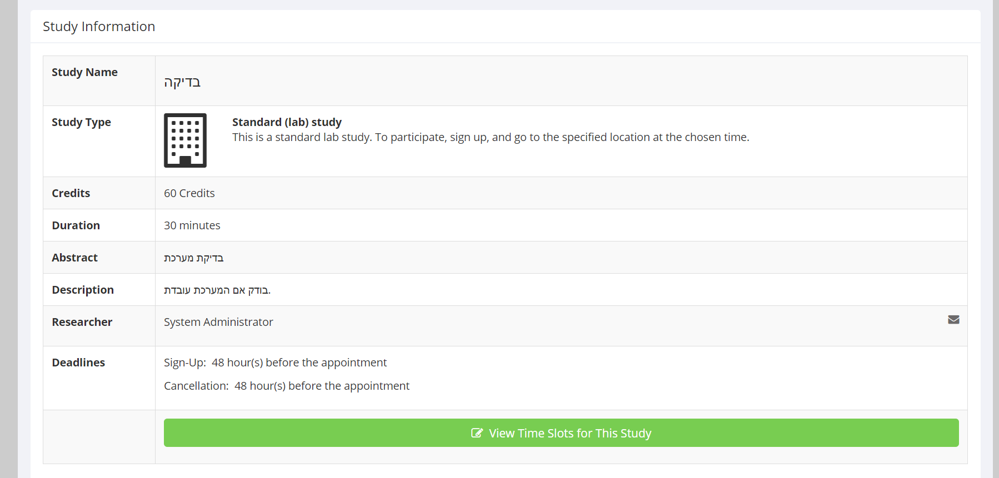 Study Information
Study Name
בדיקה
Study Type
Standard (lab) study
This is a standard lab study. To participate, sign up, and go to the specified location at the chosen time.
Credits
60 Credits
Duration
30 minutes
Abstract
בדיקת מערכת
Description
בודק אם המערכת עובדת.
Researcher
System Administrator
Deadlines
Sign-Up: 48 hour(s) before the appointment
Cancellation: 48 hour(s) before the appointment
View Time Slots for This Study